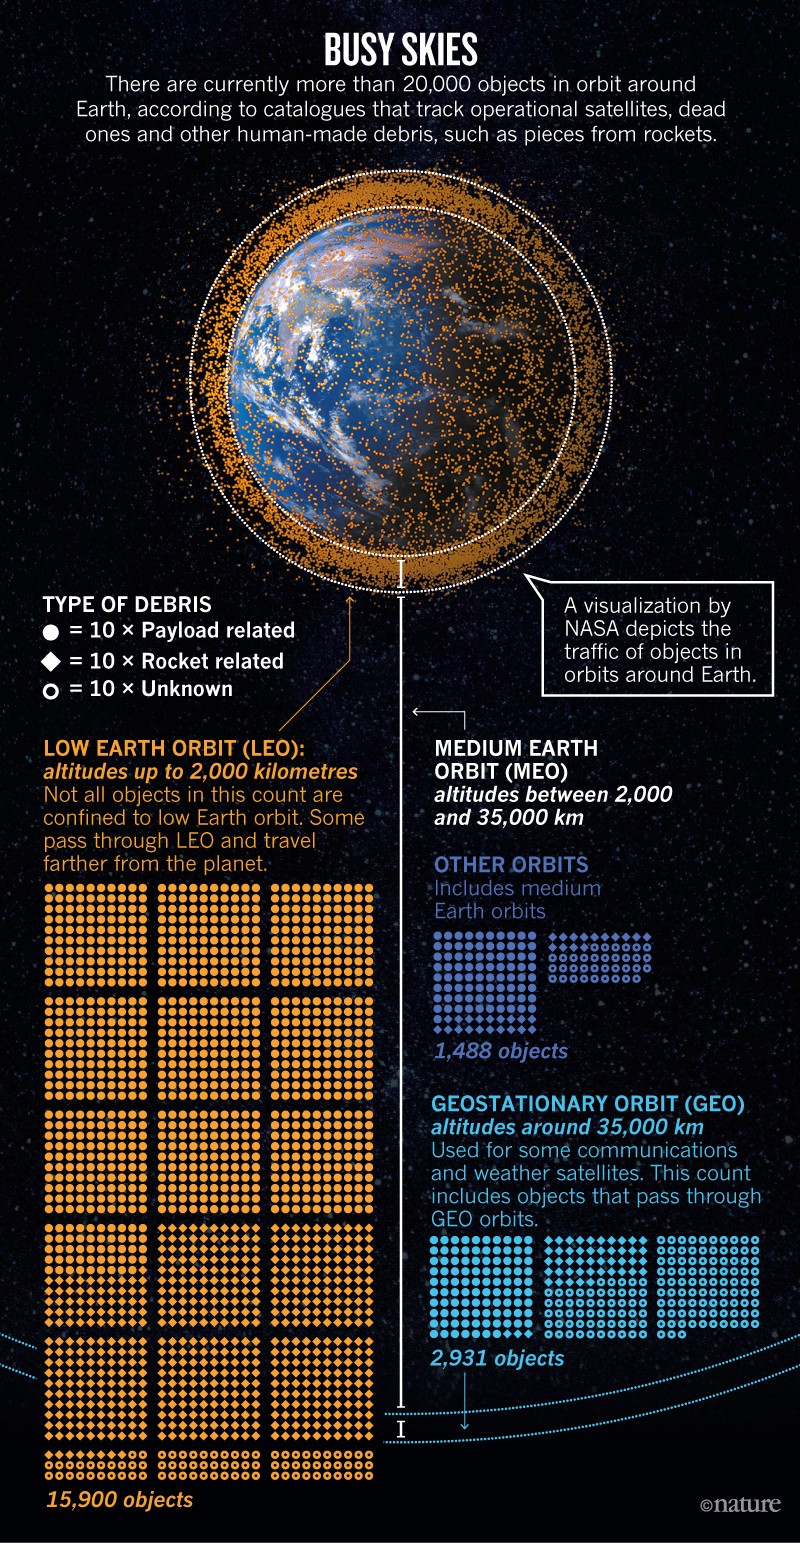 BUSY SKIES
There are currently more than 20,000 objects in orbit around
Earth, according to catalogues that track operational satellites, dead
ones and other human-made debris, such as pieces from rockets.
TYPE OF DEBRIS
= 10 × Payload related
= 10 × Rocket related
= 10 × Unknown
A visualization by
NASA depicts the
traffic of objects in
orbits around Earth.
LOW EARTH ORBIT (LEO):
altitudes up to 2,000 kilometres
Not all objects in this count are
confined to low Earth orbit. Some
pass through LEO and travel
farther from the planet.
15,900 objects
MEDIUM EARTH
ORBIT (MEO)
altitudes between 2,000
and 35,000 km
OTHER ORBITS
Includes medium
Earth orbits
1,488 objects
GEOSTATIONARY ORBIT (GEO)
altitudes around 35,000 km
Used for some communications
and weather satellites. This count
includes objects that pass through
GEO orbits.
2,931 objects
©nature